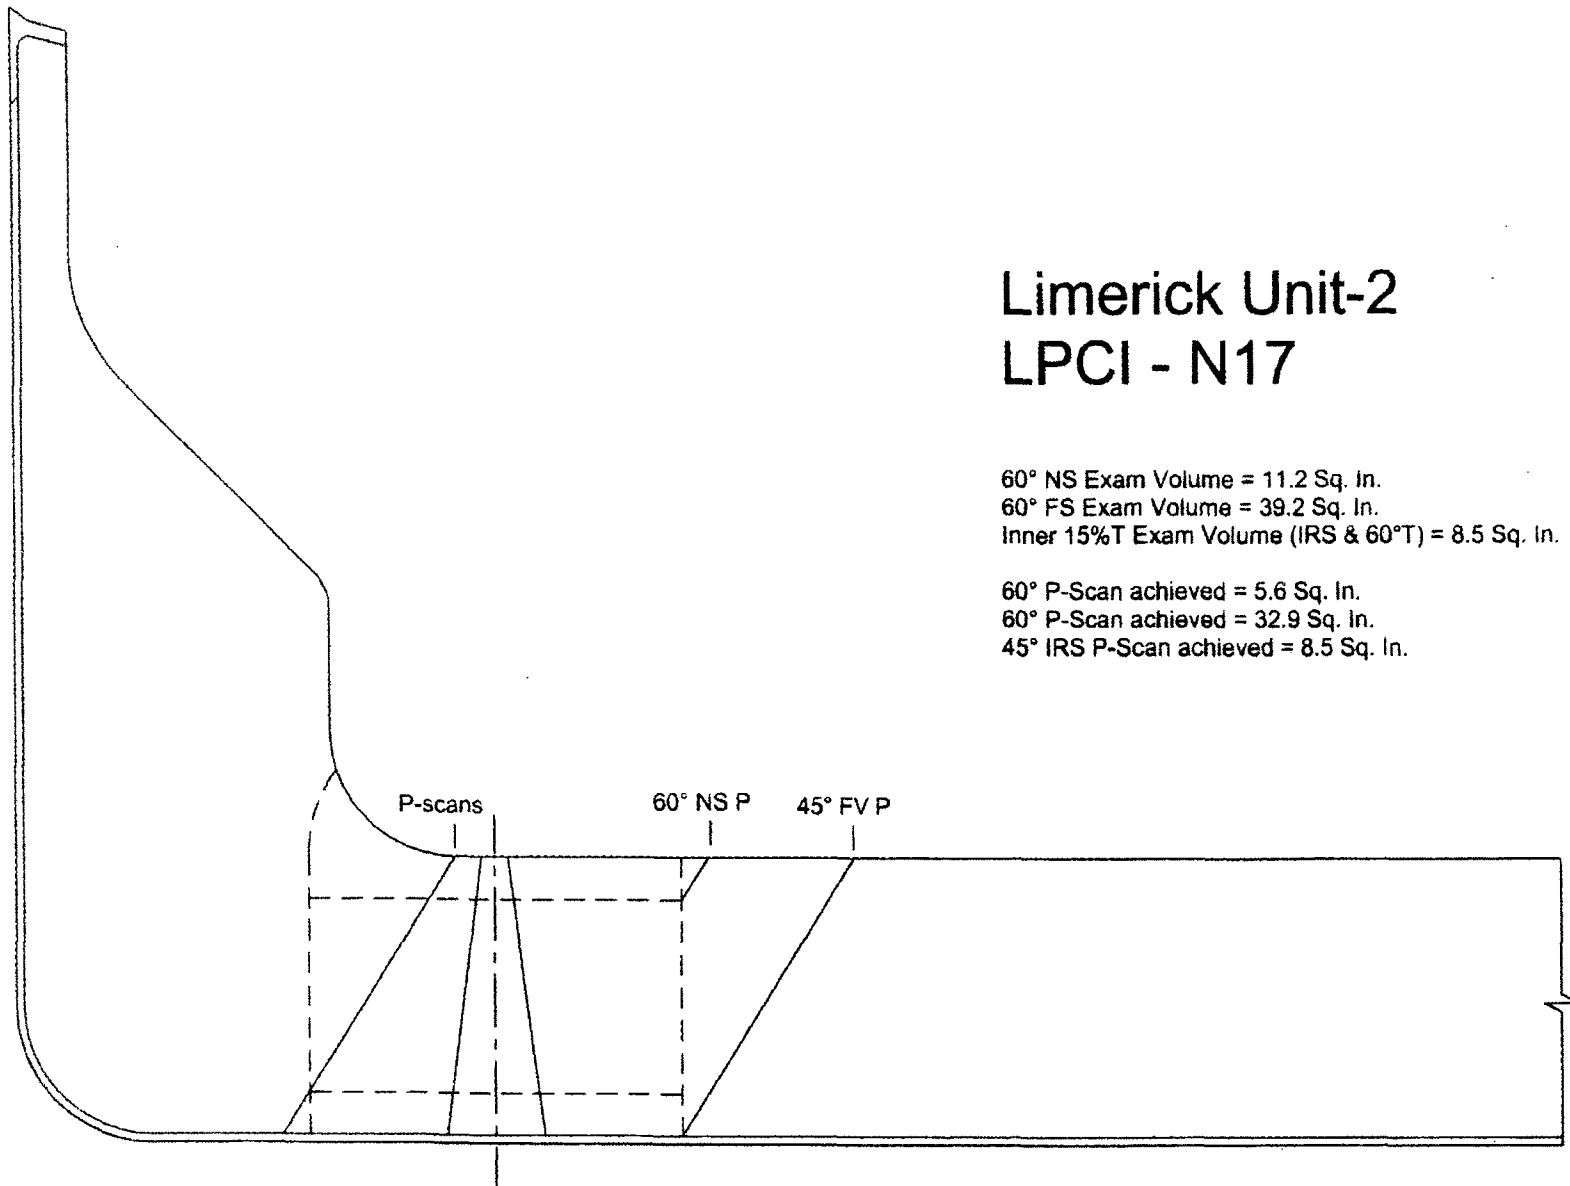 Limerick Unit-2
LPCI - N17
60° NS Exam Volume = 11.2 Sq. In.
60° FS Exam Volume = 39.2 Sq. In.
Inner 15%T Exam Volume (IRS & 60°T) = 8.5 Sq. In.
60° P-Scan achieved = 5.6 Sq. In.
60° P-Scan achieved = 32.9 Sq. In.
45° IRS P-Scan achieved = 8.5 Sq. In.
P-scans
60° NS P
45° FV P